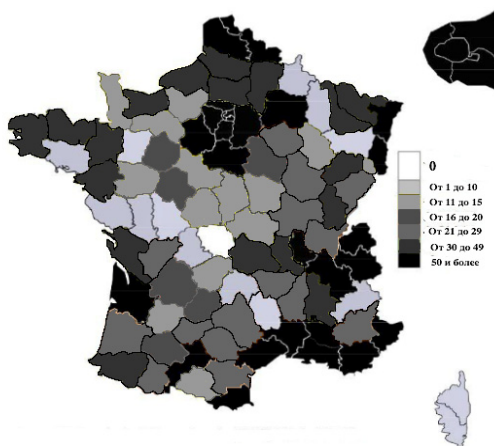 0
От 1 до 10
От 11 до 15
От 16 до 20
От 21 до 29
От 30 до 49
50 и более